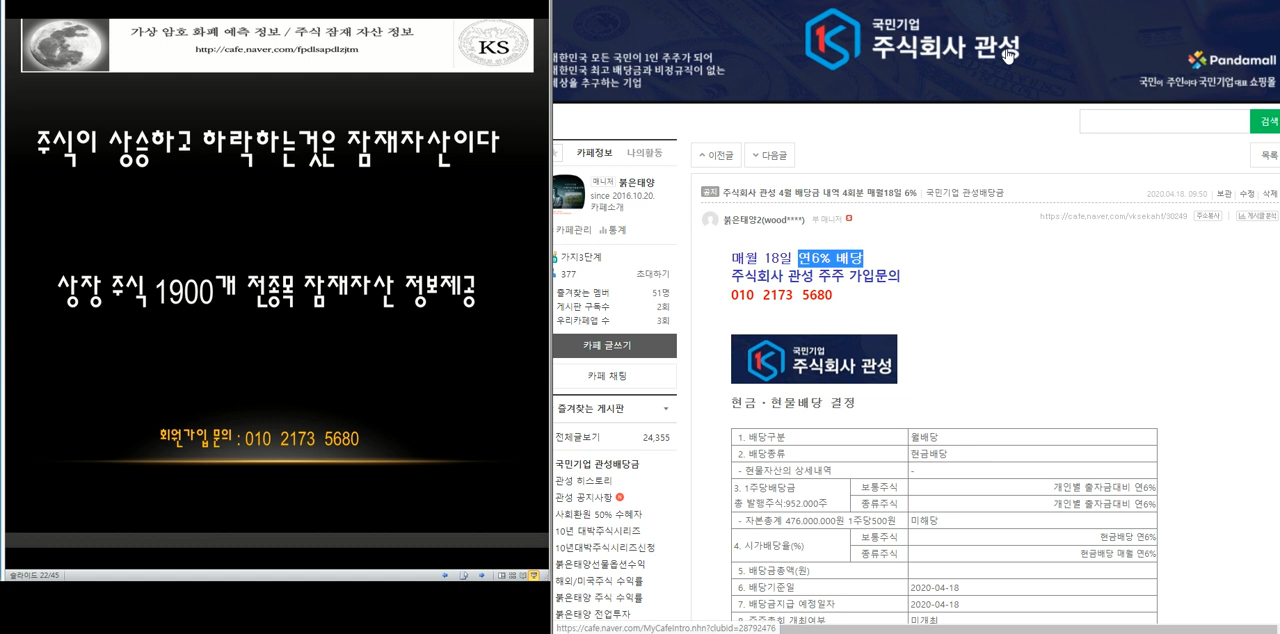 가상 암호 화폐 예측 정보 / 주식 잠재 자산 정보
http://cafe.naver.com/fpdlsapdlzjtm
KS
주식이 상승하고 하락하는것은 잠재자산이다
상장 주식 1900개 전종목 잠재자산 정보제공
회원가입 문의 : 010 2173 5680
슬라이드 22/45
대한민국 모든 국민이 1인 주주가 되어
대한민국 최고 배당금과 비정규직이 없는
세상을 추구하는 기업
국민기업
주식회사 관성
Pandamall
국민이 주인이다 국민기업 대표 쇼핑몰
검색
카페정보 나의활동
이전글 다음글
목록
매니저 붉은태양
since 2016.10.20.
카페소개
카페관리 통계
가지3단계
377 초대하기
즐겨찾는 멤버 51명
게시판 구독수 2회
우리카페앱 수 3회
카페 글쓰기
카페 채팅
즐겨찾는 게시판
전체글보기 24,355
국민기업 관성배당금
관성 히스토리
관성 공지사항
사회환원 50% 수혜자
10년 대박주식시리즈
10년대박주식시리즈신청
붉은태양선물옵션수익
해외/미국주식 수익률
붉은태양 주식 수익률
붉은태양 전업투자
공지 주식회사 관성 4월 배당금 내역 4회분 매월18일 6% | 국민기업 관성배당금
2020.04.18. 09:50 | 보관 | 수정 | 삭제
붉은태양2(wood****) 부매니저
https://cafe.naver.com/vksekahf/30249 주소복사 | 게시글 분석
매월 18일 연6% 배당
주식회사 관성 주주 가입문의
010 2173 5680
국민기업
주식회사 관성
현금ㆍ현물배당 결정
1. 배당구분 월배당
2. 배당종류 현금배당
- 현물자산의 상세내역 -
3. 1주당배당금 보통주식 개인별 출자금대비 연6%
총 발행주식:952.000주 종류주식 개인별 출자금대비 연6%
- 자본총계 476.000.000원 1주당500원 미해당
4. 시가배당율(%) 보통주식 현금배당 연6%
종류주식 현금배당 매월 연6%
5. 배당금총액(원)
6. 배당기준일 2020-04-18
7. 배당금지급 예정일자 2020-04-18
8. 주주총회 개최여부 미개최
https://cafe.naver.com/MyCafeIntro.nhn?clubid=28792476